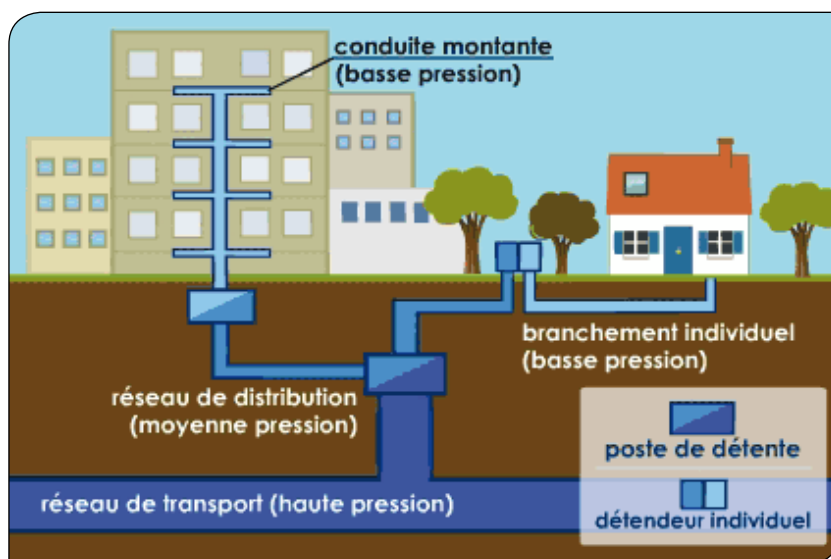 conduite montante
(basse pression)
branchement individuel
(basse pression)
réseau de distribution
(moyenne pression)
poste de détente
réseau de transport (haute pression)
détendeur individuel